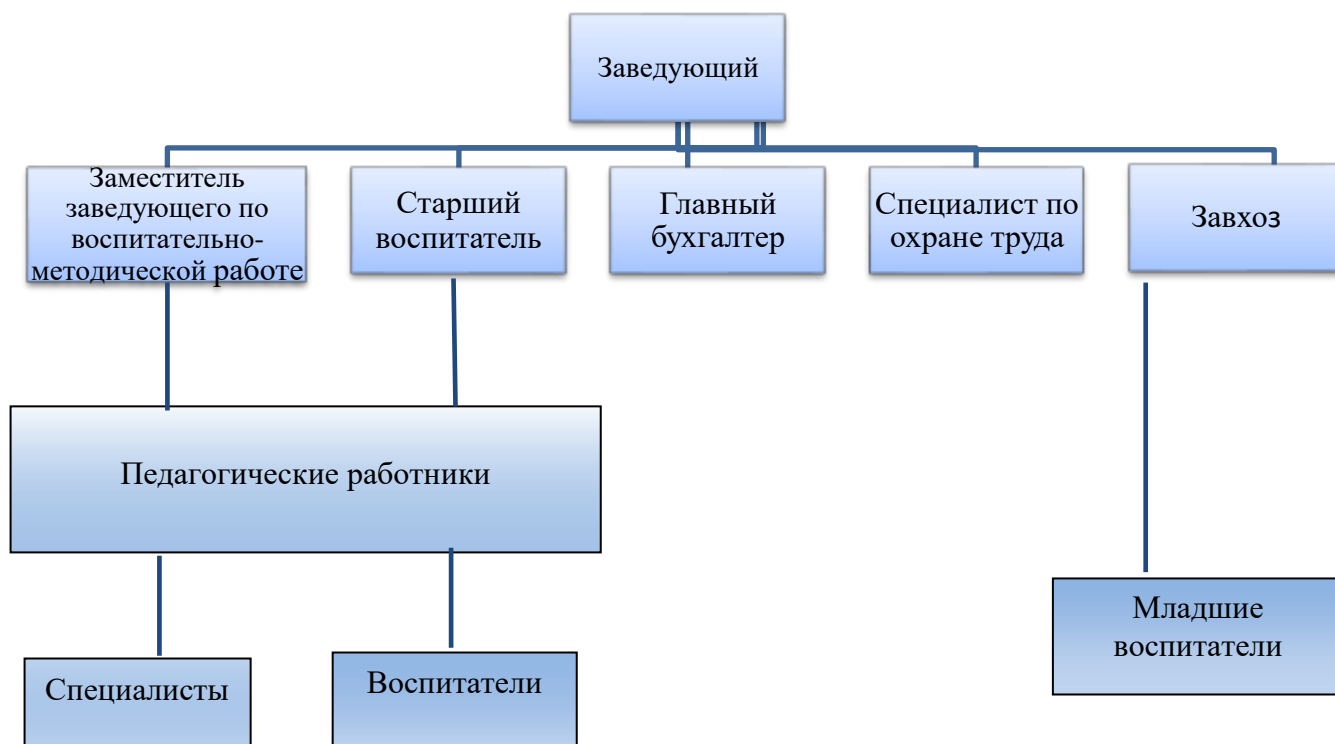 Заведующий
Заместитель
заведующего по
воспитательно-
методической работе
Старший
воспитатель
Главный
бухгалтер
Специалист по
охране труда
Завхоз
Педагогические работники
Младшие
воспитатели
Специалисты
Воспитатели